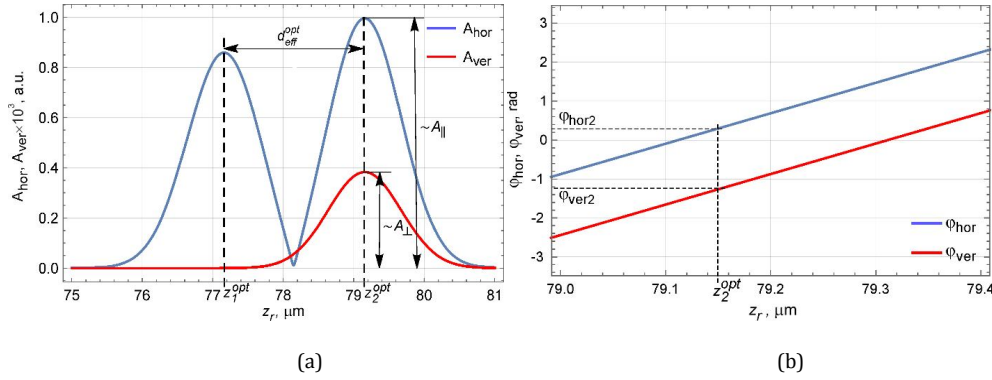 A_hor, A_ver×10³, a.u.
1.0
0.8
0.6
0.4
0.2
0.0
d_eff^opt
A_hor
A_ver
~A_∥
~A_⊥
75
76
77
z_1^opt
78
79
z_2^opt
80
81
z_r, μm
(a)
φ_hor, φ_ver, rad
3
2
1
0
-1
-2
-3
φ_hor2
φ_ver2
φ_hor
φ_ver
79.0
79.1
z_2^opt
79.2
79.3
79.4
z_r, μm
(b)